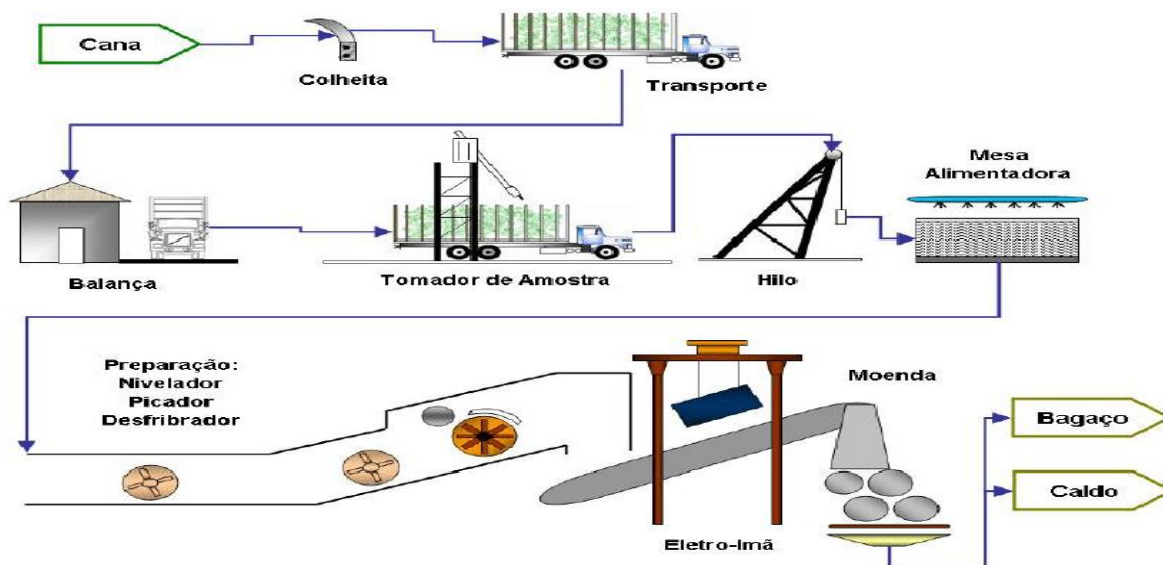 Cana
Colheita
Transporte
Mesa
Alimentadora
Balança
Tomador de Amostra
Hilo
Preparação:
Nivelador
Picador
Desfribrador
Moenda
Bagaço
Caldo
Eletro-Imã